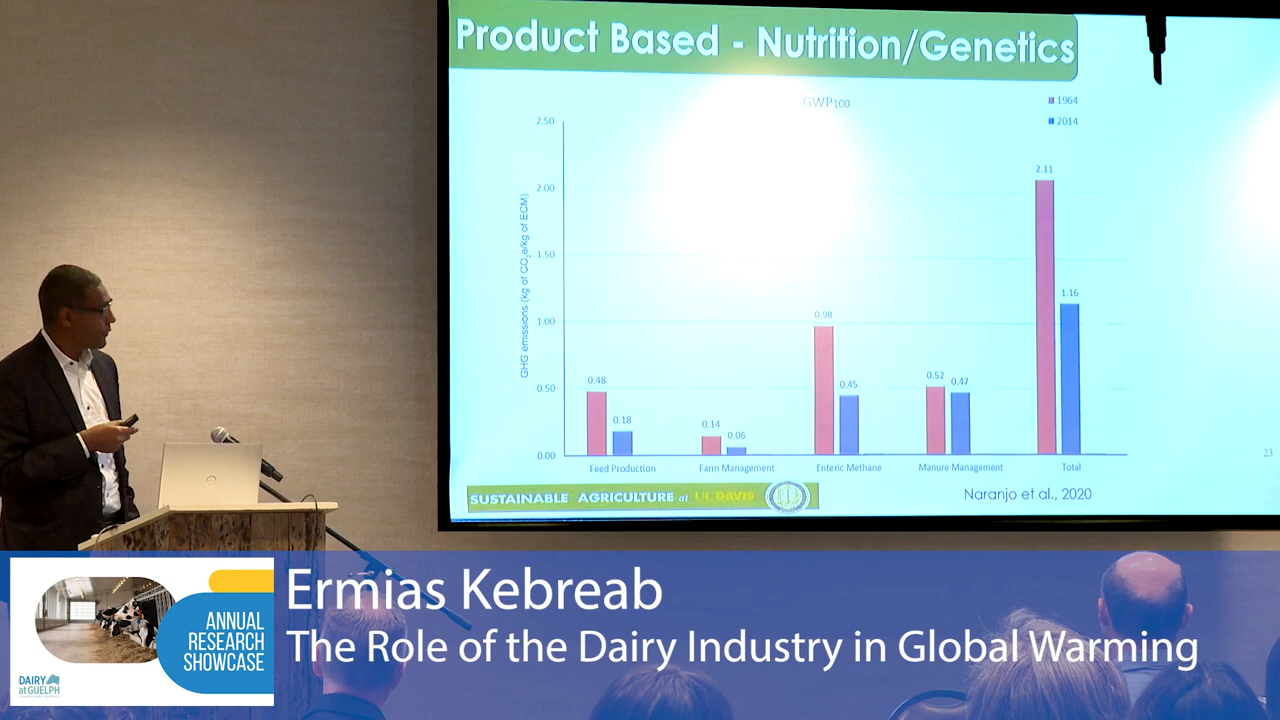 Product Based - Nutrition/Genetics
GWP100
1964
2014
2.50
2.00
1.50
1.00
0.50
0.00
GHG emissions (kg of CO2e/kg of ECM)
0.48
0.18
0.14
0.06
0.98
0.45
0.52
0.47
2.11
1.16
Feed Production
Farm Management
Enteric Methane
Manure Management
Total
23
SUSTAINABLE AGRICULTURE at UC DAVIS
Naranjo et al., 2020
ANNUAL
RESEARCH
SHOWCASE
DAIRY
at GUELPH
Ermias Kebreab
The Role of the Dairy Industry in Global Warming